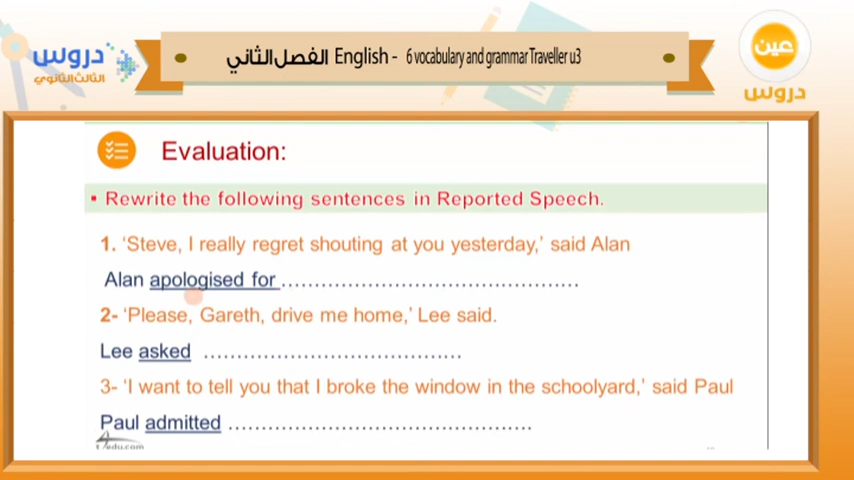 دروس
الثالث الثانوي
الفصل الثاني English - 6 vocabulary and grammar Traveller u3
عين
دروس
Evaluation:
▪ Rewrite the following sentences in Reported Speech.
1. ‘Steve, I really regret shouting at you yesterday,’ said Alan
Alan apologised for ................................................
2- ‘Please, Gareth, drive me home,’ Lee said.
Lee asked ..........................................
3- ‘I want to tell you that I broke the window in the schoolyard,’ said Paul
Paul admitted .................................................